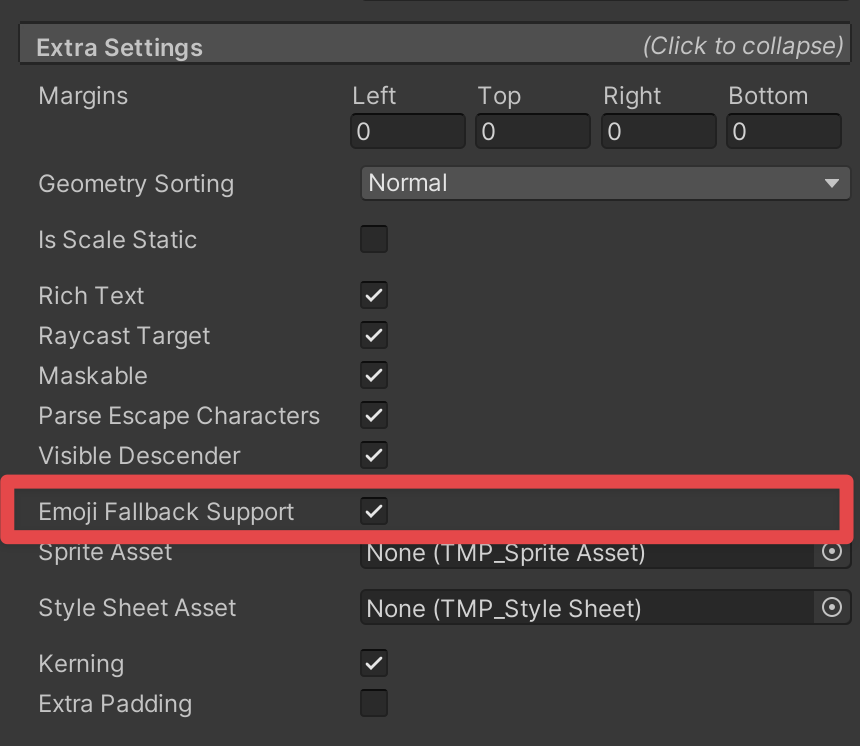 Extra Settings (Click to collapse)
Margins Left Top Right Bottom
0 0 0 0
Geometry Sorting Normal
Is Scale Static
Rich Text
Raycast Target
Maskable
Parse Escape Characters
Visible Descender
Emoji Fallback Support
Sprite Asset None (TMP_Sprite Asset)
Style Sheet Asset None (TMP_Style Sheet)
Kerning
Extra Padding